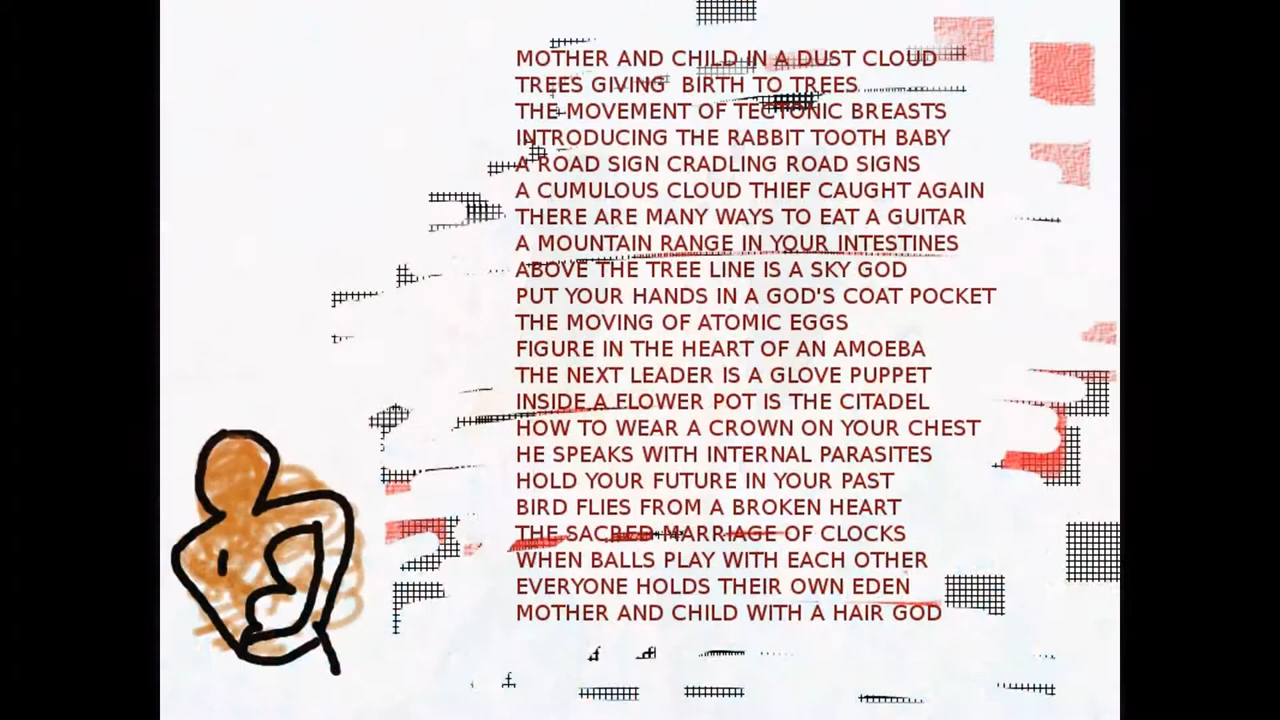 MOTHER AND CHILD IN A DUST CLOUD
TREES GIVING  BIRTH TO TREES
THE MOVEMENT OF TECTONIC BREASTS
INTRODUCING THE RABBIT TOOTH BABY
A ROAD SIGN CRADLING ROAD SIGNS
A CUMULOUS CLOUD THIEF CAUGHT AGAIN
THERE ARE MANY WAYS TO EAT A GUITAR
A MOUNTAIN RANGE IN YOUR INTESTINES
ABOVE THE TREE LINE IS A SKY GOD
PUT YOUR HANDS IN A GOD'S COAT POCKET
THE MOVING OF ATOMIC EGGS
FIGURE IN THE HEART OF AN AMOEBA
THE NEXT LEADER IS A GLOVE PUPPET
INSIDE A FLOWER POT IS THE CITADEL
HOW TO WEAR A CROWN ON YOUR CHEST
HE SPEAKS WITH INTERNAL PARASITES
HOLD YOUR FUTURE IN YOUR PAST
BIRD FLIES FROM A BROKEN HEART
THE SACRED MARRIAGE OF CLOCKS
WHEN BALLS PLAY WITH EACH OTHER
EVERYONE HOLDS THEIR OWN EDEN
MOTHER AND CHILD WITH A HAIR GOD